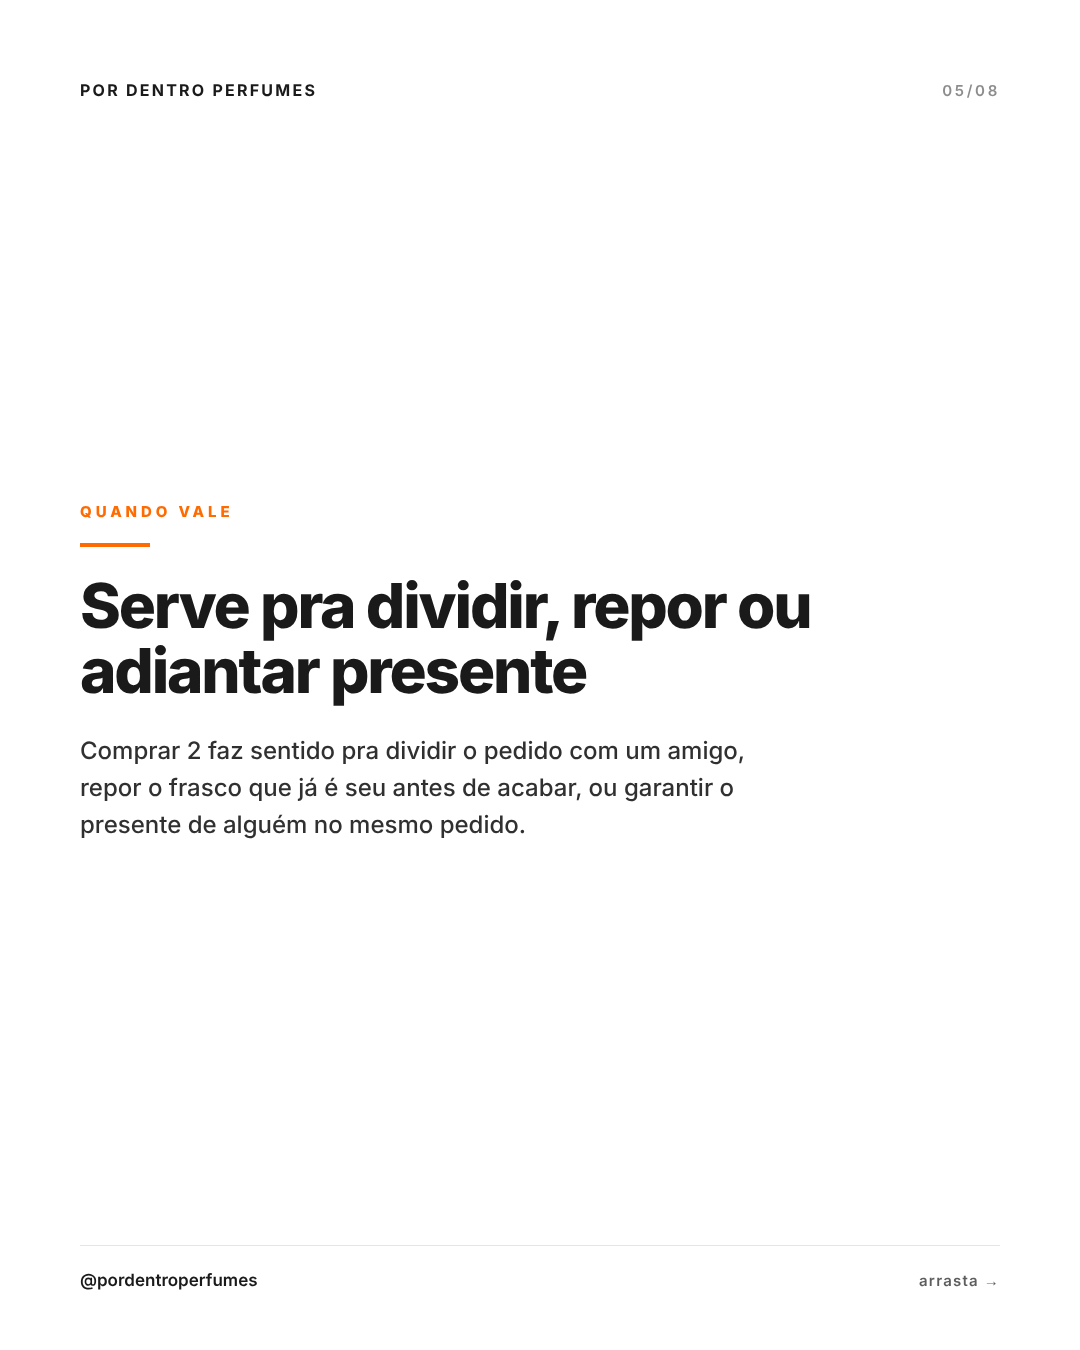 POR DENTRO PERFUMES
05/08
QUANDO VALE
Serve pra dividir, repor ou
adiantar presente
Comprar 2 faz sentido pra dividir o pedido com um amigo,
repor o frasco que já é seu antes de acabar, ou garantir o
presente de alguém no mesmo pedido.
@pordentroperfumes
arrasta →